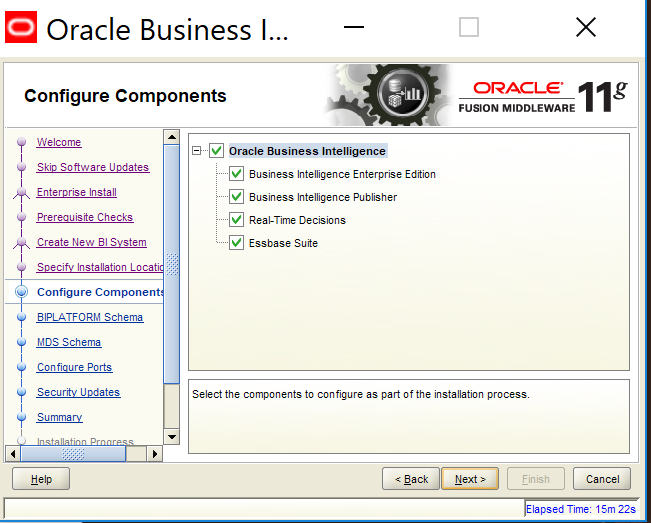 Oracle Business I...
Configure Components
ORACLE
FUSION MIDDLEWARE 11g
Welcome
Skip Software Updates
Enterprise Install
Prerequisite Checks
Create New BI System
Specify Installation Locatio
Configure Components
BIPLATFORM Schema
MDS Schema
Configure Ports
Security Updates
Summary
Installation Progress
Oracle Business Intelligence
Business Intelligence Enterprise Edition
Business Intelligence Publisher
Real-Time Decisions
Essbase Suite
Select the components to configure as part of the installation process.
Help
< Back
Next >
Finish
Cancel
Elapsed Time: 15m 22s